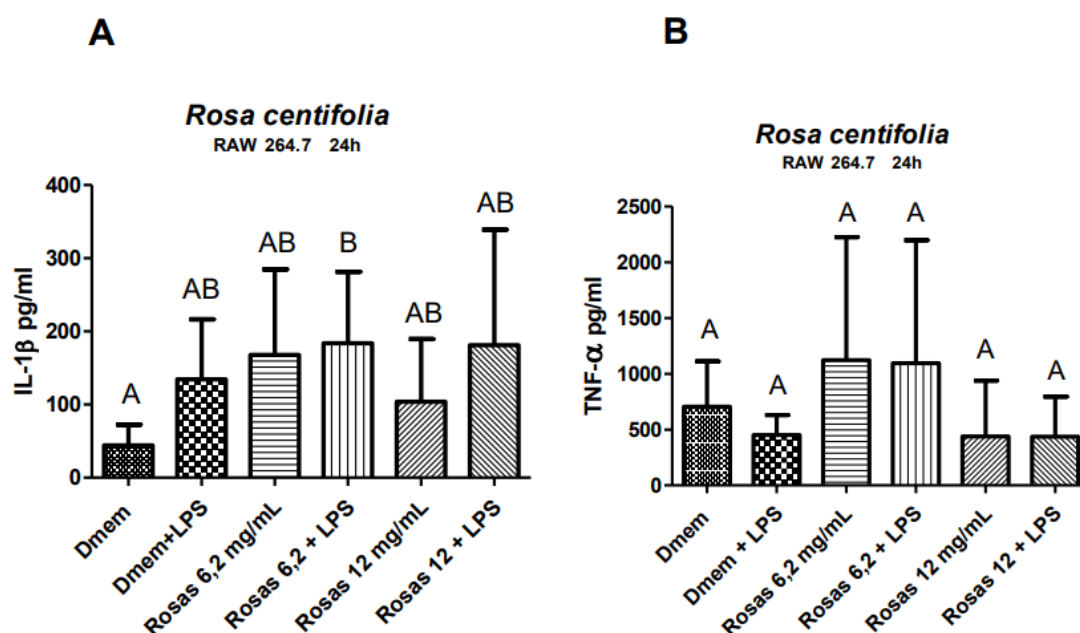 A
Rosa centifolia
RAW 264.7 24h
IL-1β pg/ml
400
300
200
100
0
A
AB
AB
B
AB
AB
Dmem
Dmem+LPS
Rosas 6,2 mg/mL
Rosas 6,2 + LPS
Rosas 12 mg/mL
Rosas 12 + LPS
B
Rosa centifolia
RAW 264.7 24h
TNF-α pg/ml
2500
2000
1500
1000
500
0
A
A
A
A
A
A
Dmem
Dmem + LPS
Rosas 6,2 mg/mL
Rosas 6,2 + LPS
Rosas 12 mg/mL
Rosas 12 + LPS